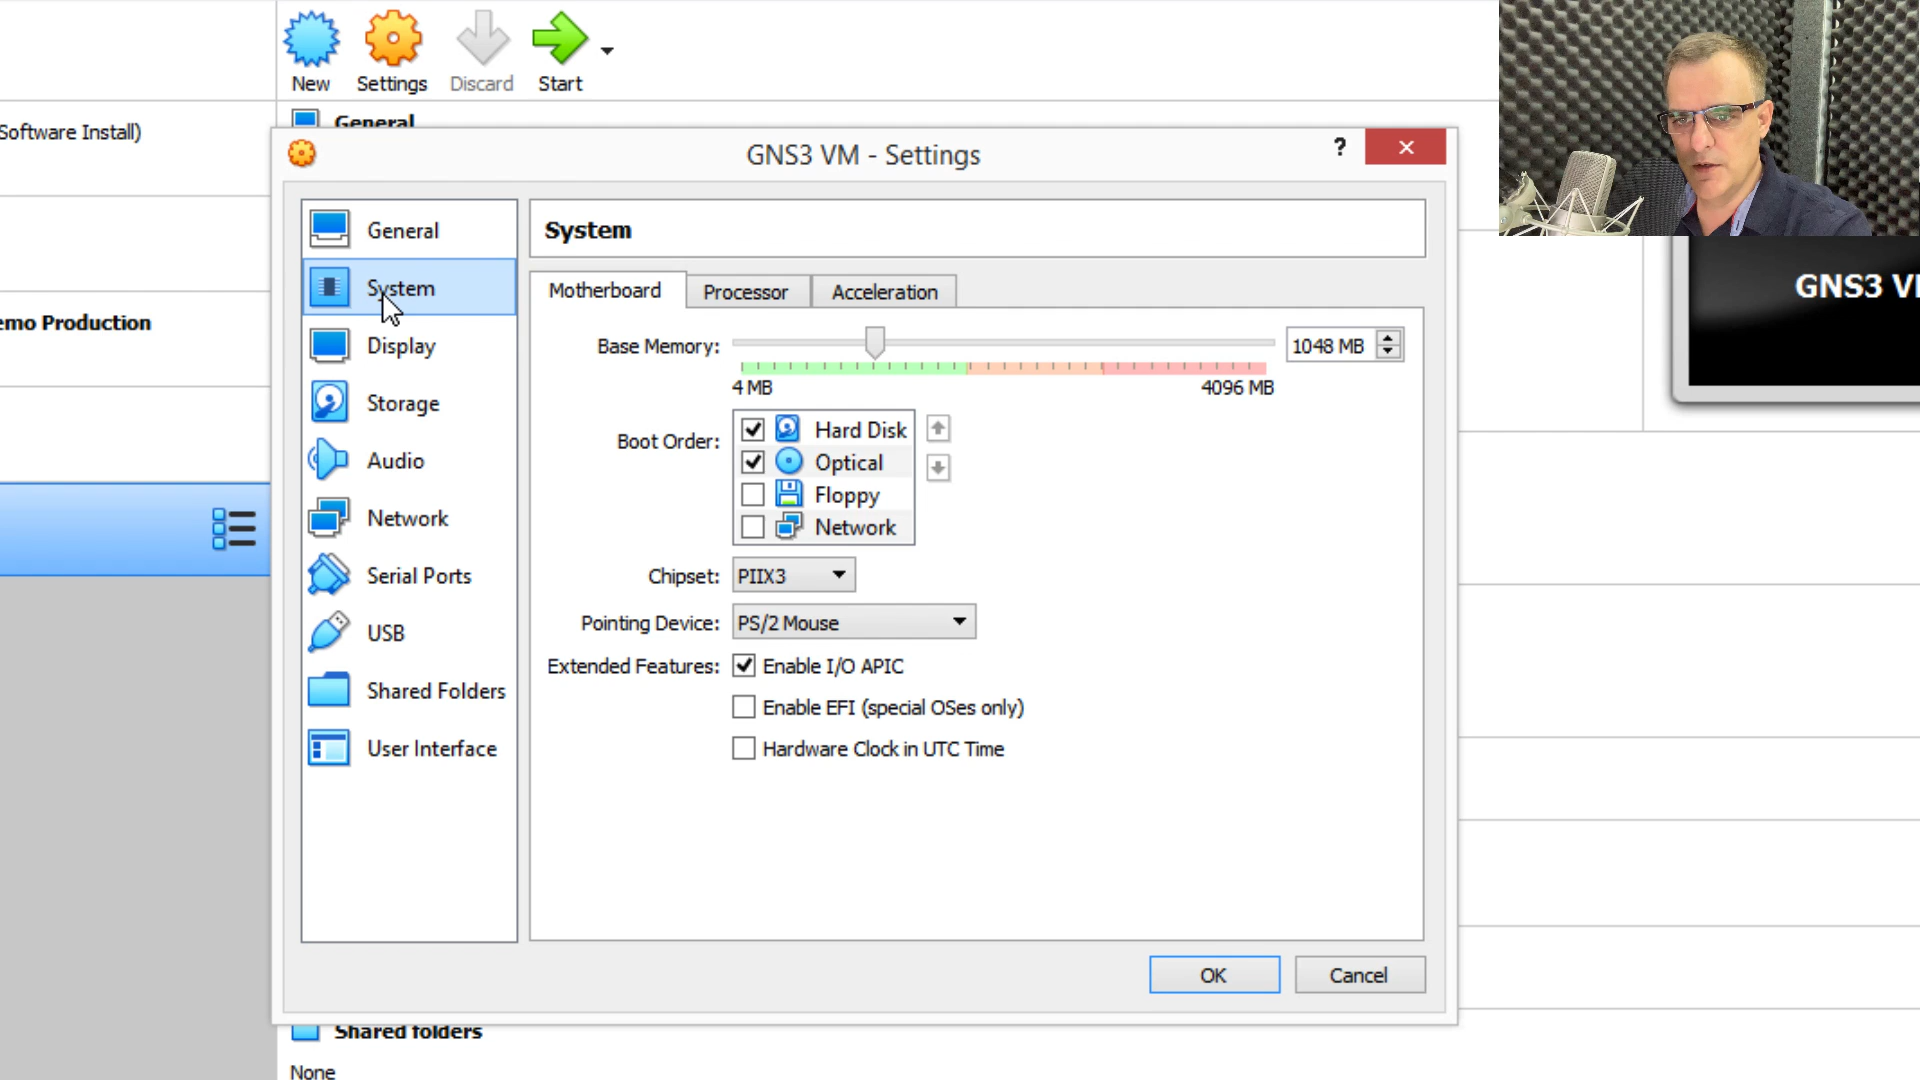 New Settings Discard Start
General
Software Install)
GNS3 VM - Settings
?
General
System
Display
Storage
Audio
Network
Serial Ports
USB
Shared Folders
User Interface
System
Motherboard Processor Acceleration
Base Memory: 1048 MB
4 MB 4096 MB
Boot Order: Hard Disk
Optical
Floppy
Network
Chipset: PIIX3
Pointing Device: PS/2 Mouse
Extended Features: Enable I/O APIC
Enable EFI (special OSes only)
Hardware Clock in UTC Time
OK Cancel
emo Production
GNS3 V
Shared folders
None